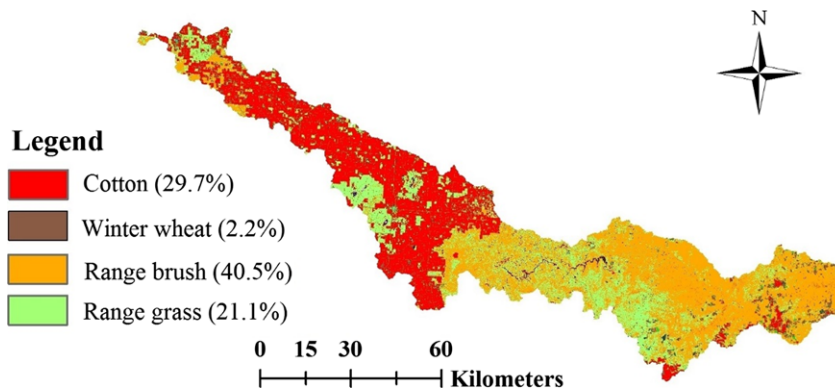 N
Legend
Cotton (29.7%)
Winter wheat (2.2%)
Range brush (40.5%)
Range grass (21.1%)
0 15 30 60
Kilometers